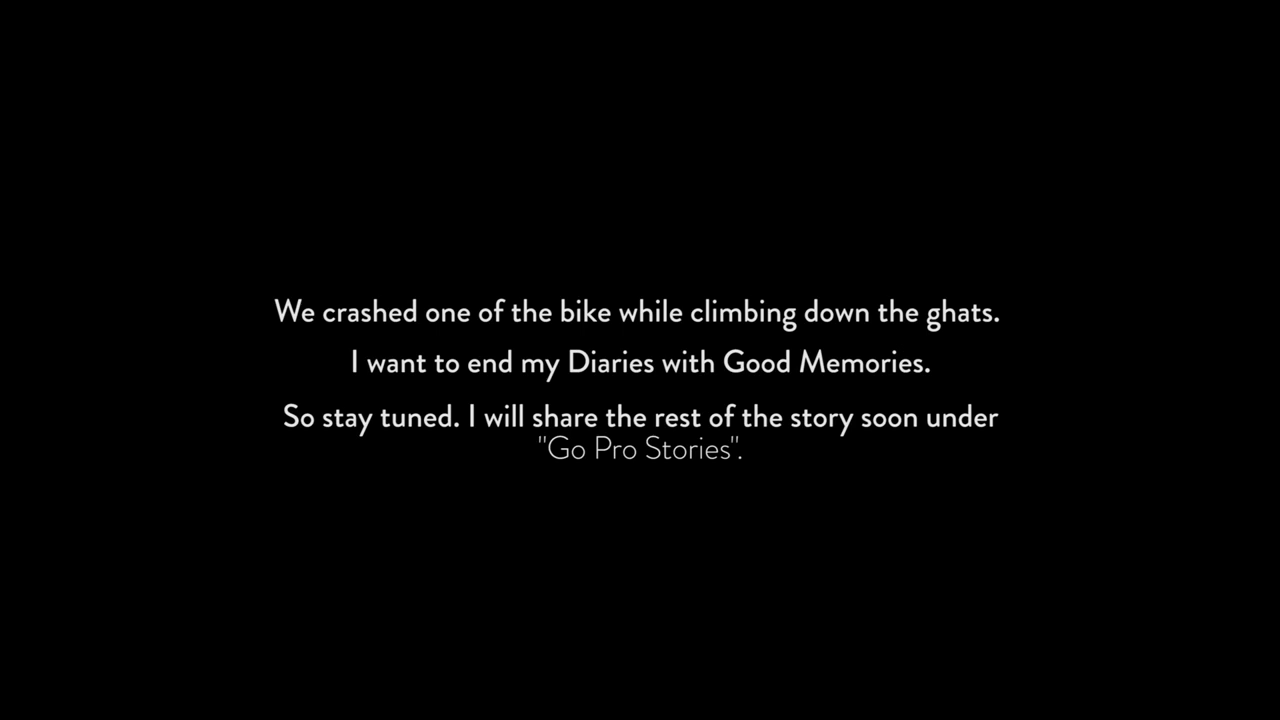 We crashed one of the bike while climbing down the ghats.
I want to end my Diaries with Good Memories.
So stay tuned. I will share the rest of the story soon under
"Go Pro Stories".